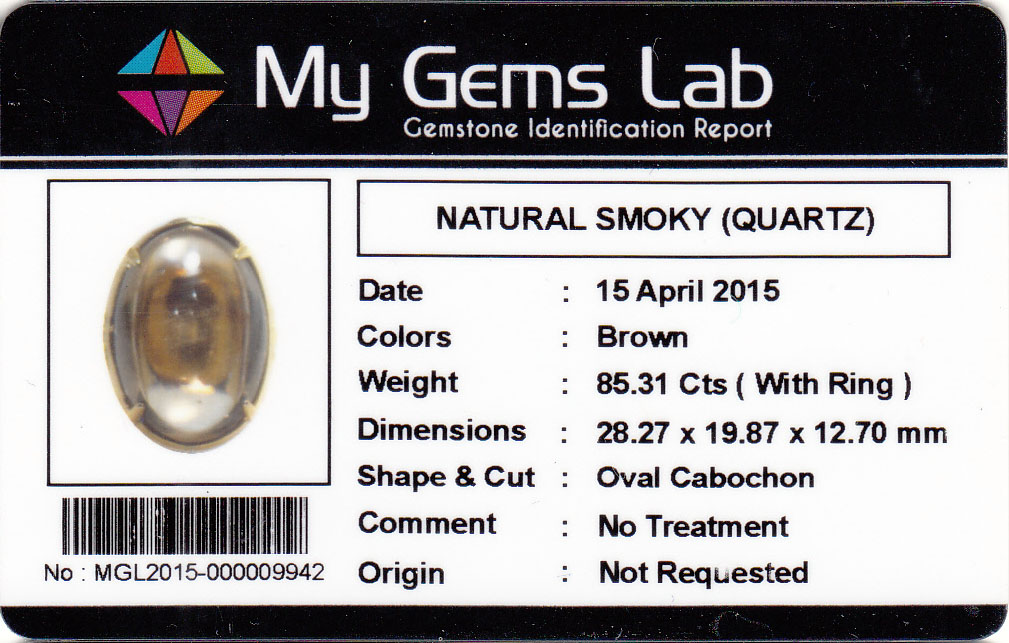 My Gems Lab
Gemstone Identification Report
NATURAL SMOKY (QUARTZ)
Date : 15 April 2015
Colors : Brown
Weight : 85.31 Cts ( With Ring )
Dimensions : 28.27 x 19.87 x 12.70 mm
Shape & Cut : Oval Cabochon
Comment : No Treatment
Origin : Not Requested
No : MGL2015-000009942